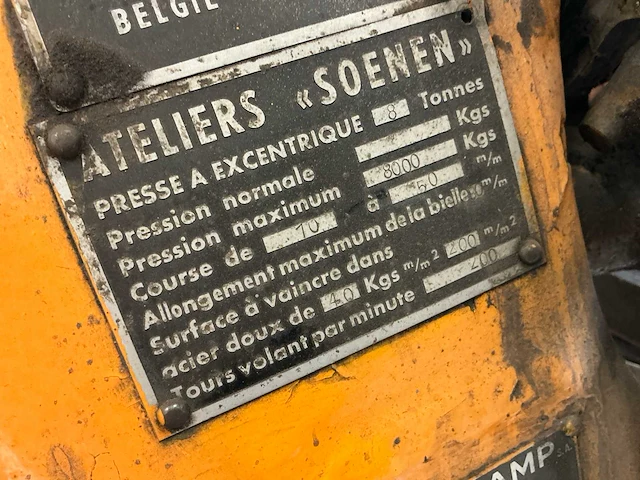 BELGIE
ATELIERS «SOENEN»
PRESSE A EXCENTRIQUE 8 Tonnes
Pression normale Kgs
Pression maximum 8000 Kgs
Course de 10 à 60 m/m
Allongement maximum de la bielle m/m
Surface à vaincre dans
acier doux de 40 Kgs m/m² 200 m/m²
Tours volant par minute 200
AMP